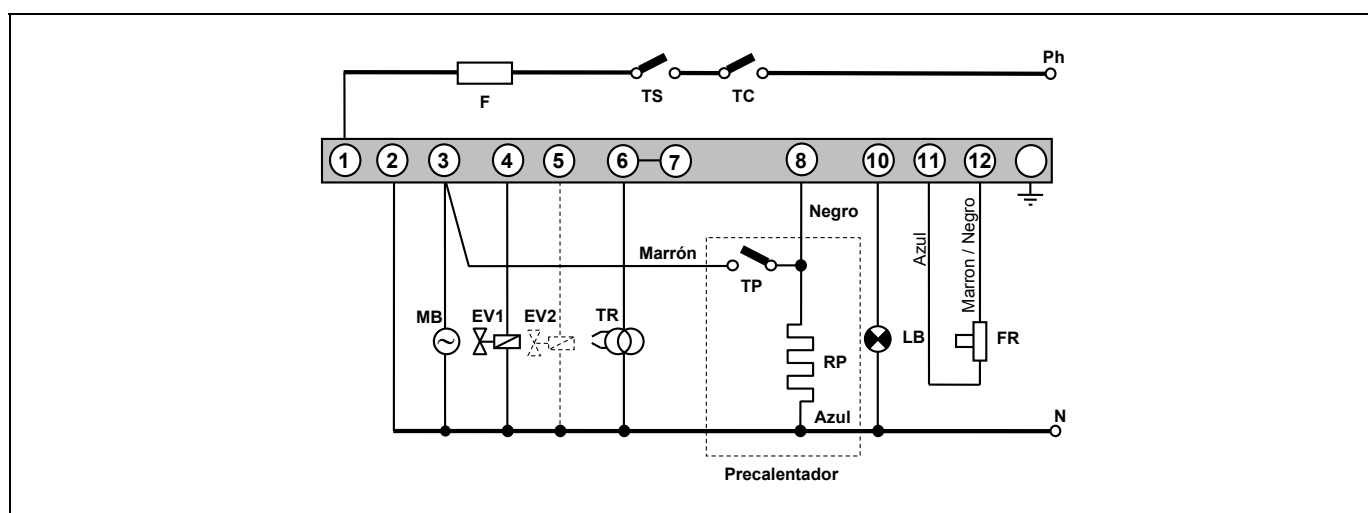 Ph
F
TS
TC
1 2 3 4 5 6 7 8 10 11 12
Negro
Azul
Marron / Negro
Marrón
TP
MB
EV1
EV2
TR
RP
LB
FR
Azul
N
Precalentador